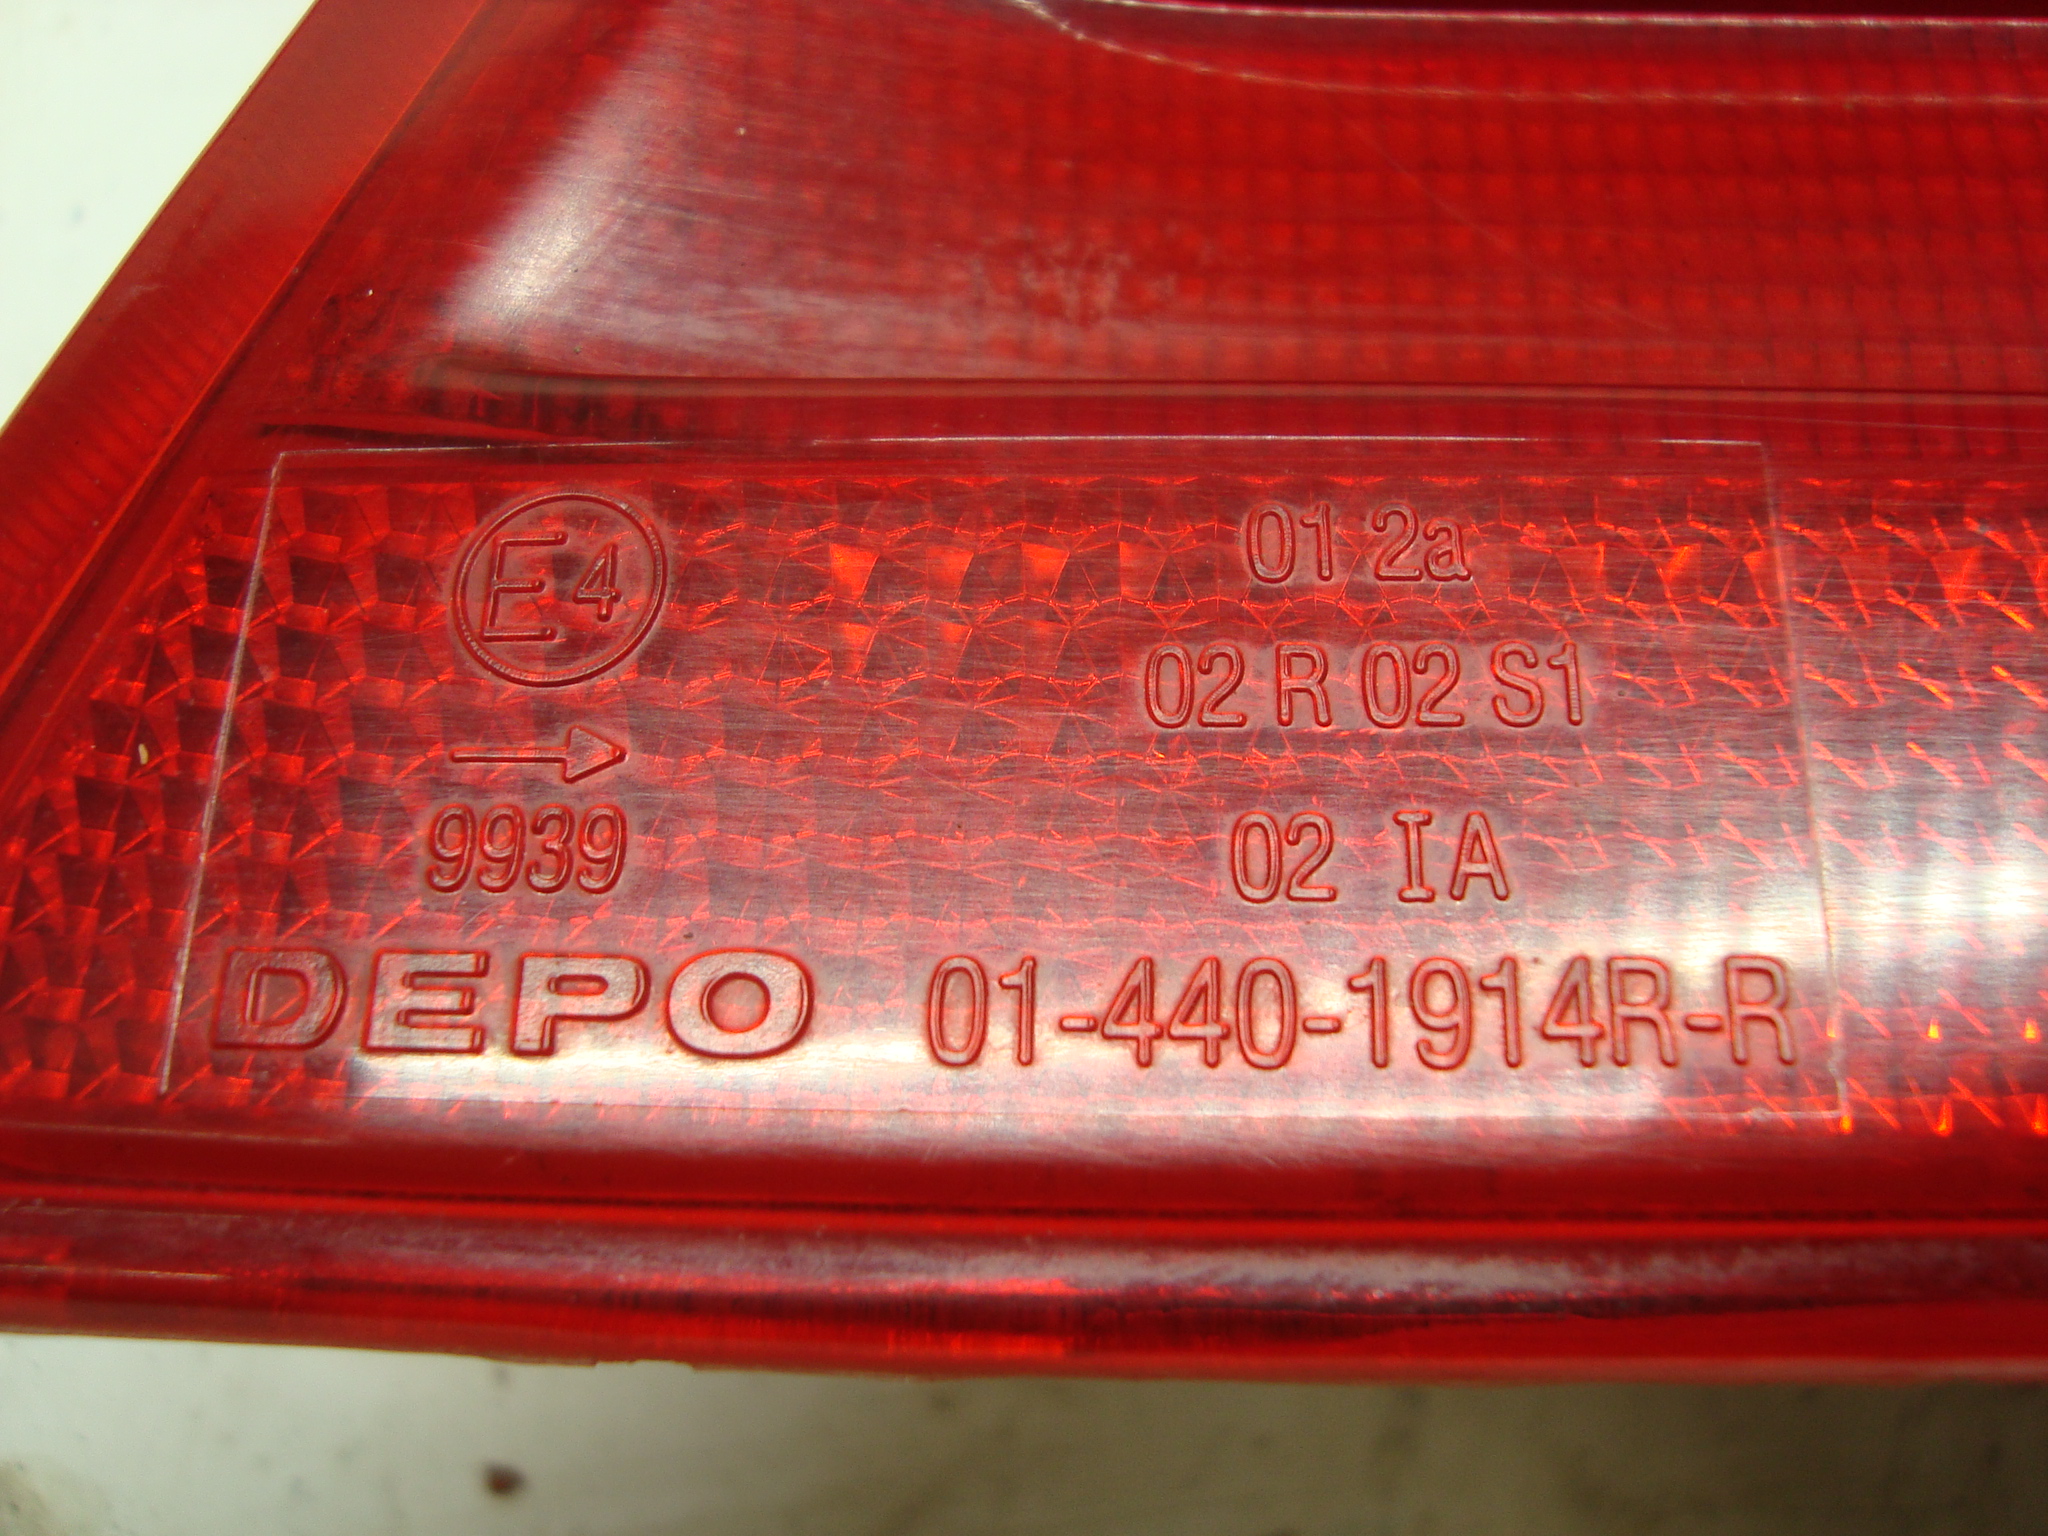 E4
01 2a
02 R 02 S1
→
9939
02 IA
DEPO 01-440-1914R-R